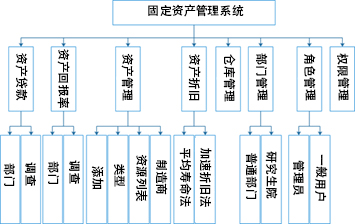 固定资产管理系统
资产贷款
资产回报率
资产管理
资产折旧
仓库管理
部门管理
角色管理
权限管理
部门
调查
部门
调查
添加
类型
资源列表
制造商
平均寿命法
加速折旧法
普通部门
研究生院
管理员
一般用户